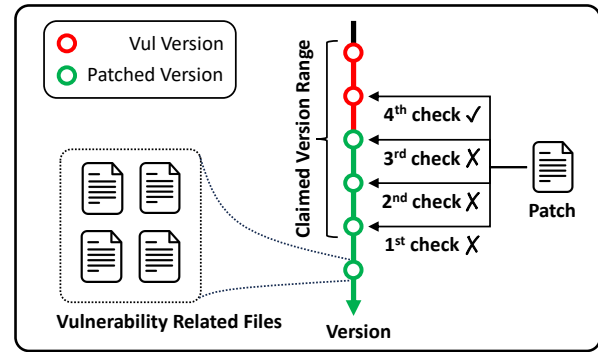 Vul Version
Patched Version
Claimed Version Range
4th check ✓
3rd check ✗
2nd check ✗
1st check ✗
Patch
Vulnerability Related Files
Version